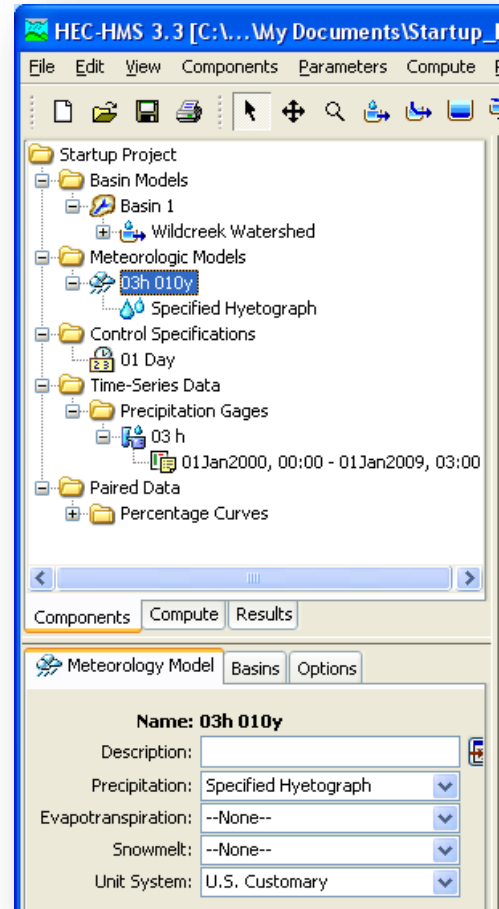 HEC-HMS 3.3 [C:\...\My Documents\Startup_
File Edit View Components Parameters Compute
Startup Project
Basin Models
Basin 1
Wildcreek Watershed
Meteorologic Models
03h 010y
Specified Hyetograph
Control Specifications
01 Day
Time-Series Data
Precipitation Gages
03 h
01Jan2000, 00:00 - 01Jan2009, 03:00
Paired Data
Percentage Curves
Components Compute Results
Meteorology Model Basins Options
Name: 03h 010y
Description:
Precipitation: Specified Hyetograph
Evapotranspiration: --None--
Snowmelt: --None--
Unit System: U.S. Customary